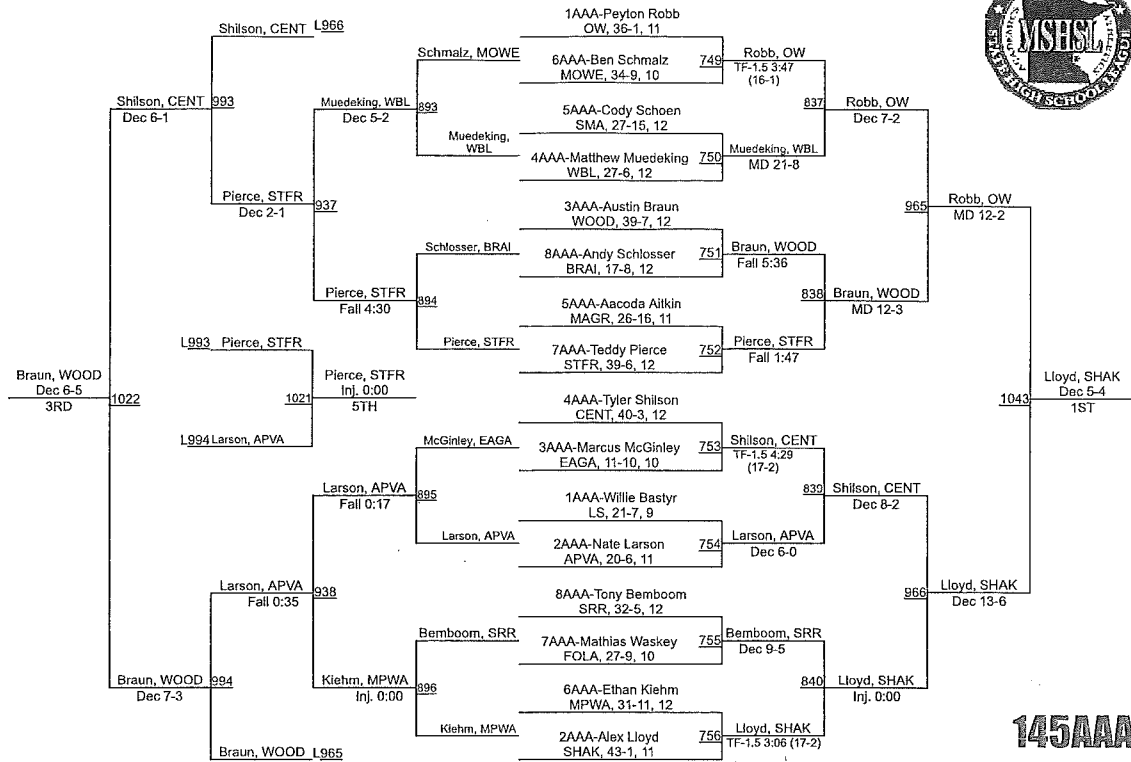 Shilson, CENT L966
1AAA-Peyton Robb
OW, 36-1, 11
Schmalz, MOWE
749
Robb, OW
TF-1.5 3:47
(16-1)
6AAA-Ben Schmalz
MOWE, 34-9, 10
MSHSL
STATE HIGH SCHOOL LEAGUE
ACADEMICS
ATHLETICS
Shilson, CENT
Dec 6-1
993
Muedeking, WBL
Dec 5-2
893
5AAA-Cody Schoen
SMA, 27-15, 12
837
Robb, OW
Dec 7-2
Muedeking,
WBL
4AAA-Matthew Muedeking
WBL, 27-6, 12
750
Muedeking, WBL
MD 21-8
Pierce, STFR
Dec 2-1
937
3AAA-Austin Braun
WOOD, 39-7, 12
965
Robb, OW
MD 12-2
Schlosser, BRAI
8AAA-Andy Schlosser
BRAI, 17-8, 12
751
Braun, WOOD
Fall 5:36
Pierce, STFR
Fall 4:30
894
5AAA-Aacoda Aitkin
MAGR, 26-16, 11
838
Braun, WOOD
MD 12-3
L993 Pierce, STFR
Pierce, STFR
7AAA-Teddy Pierce
STFR, 39-6, 12
752
Pierce, STFR
Fall 1:47
Braun, WOOD
Dec 6-5
3RD
1022
1021
Pierce, STFR
Inj. 0:00
5TH
4AAA-Tyler Shilson
CENT, 40-3, 12
1043
Lloyd, SHAK
Dec 5-4
1ST
L994 Larson, APVA
McGinley, EAGA
3AAA-Marcus McGinley
EAGA, 11-10, 10
753
Shilson, CENT
TF-1.5 4:29
(17-2)
Larson, APVA
Fall 0:17
895
1AAA-Willie Bastyr
LS, 21-7, 9
839
Shilson, CENT
Dec 8-2
Larson, APVA
2AAA-Nate Larson
APVA, 20-6, 11
754
Larson, APVA
Dec 6-0
Larson, APVA
Fall 0:35
938
8AAA-Tony Bemboom
SRR, 32-5, 12
966
Lloyd, SHAK
Dec 13-6
Bemboom, SRR
7AAA-Mathias Waskey
FOLA, 27-9, 10
755
Bemboom, SRR
Dec 9-5
Braun, WOOD
Dec 7-3
994
Kiehm, MPWA
Inj. 0:00
896
6AAA-Ethan Kiehm
MPWA, 31-11, 12
840
Lloyd, SHAK
Inj. 0:00
Kiehm, MPWA
2AAA-Alex Lloyd
SHAK, 43-1, 11
756
Lloyd, SHAK
TF-1.5 3:06 (17-2)
Braun, WOOD L965
145AAA